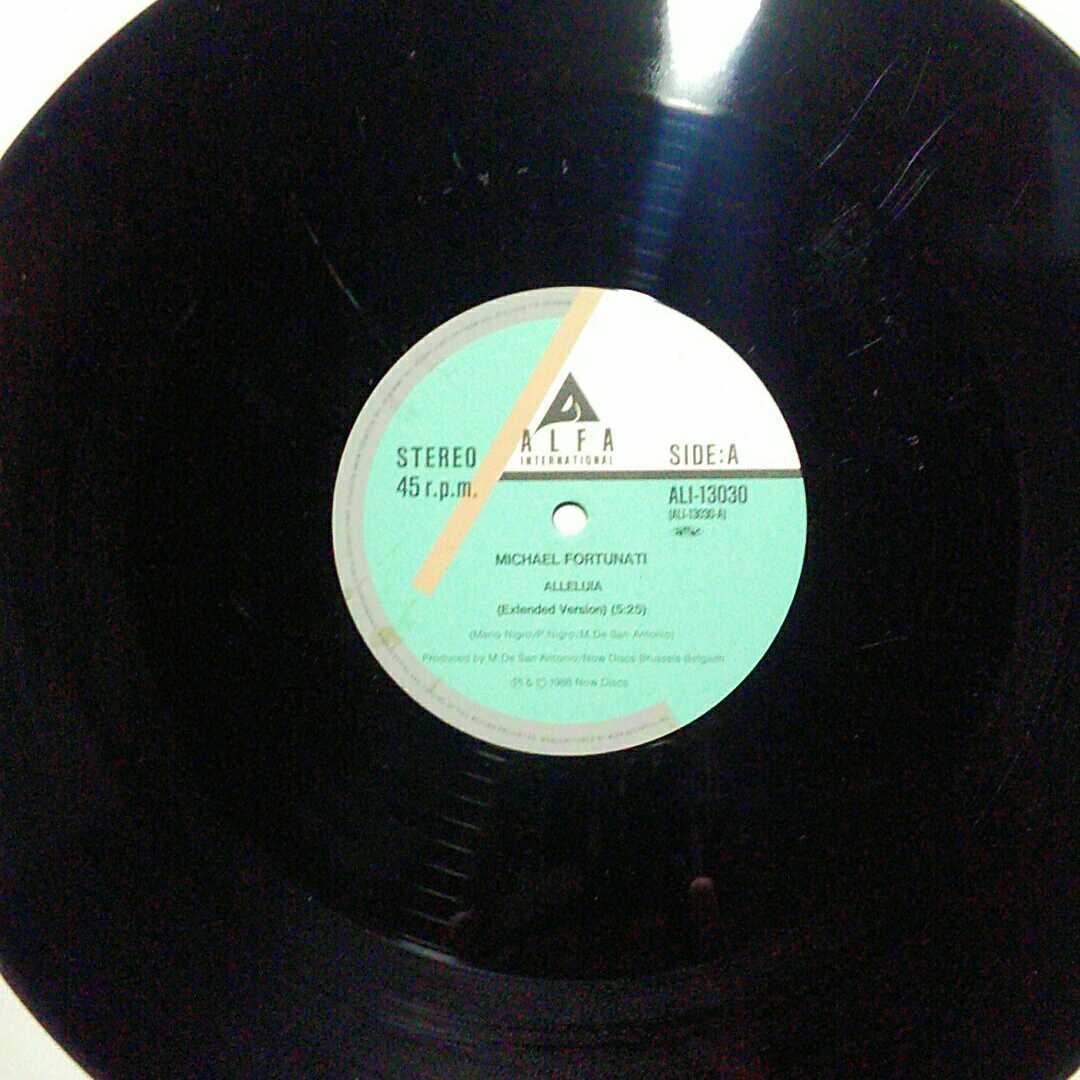 ALFA
INTERNATIONAL
STEREO
45 r.p.m.
SIDE:A
ALI-13030
(ALI-13030-A)
MICHAEL FORTUNATI
ALLELUIA
(Extended Version) (5:25)
(Mario Nigro/P.Nigro/M.De San Antonio)
Produced by M.De San Antonio/Now Discs Brussels-Belgium
Ⓟ & © 1988 Now Discs